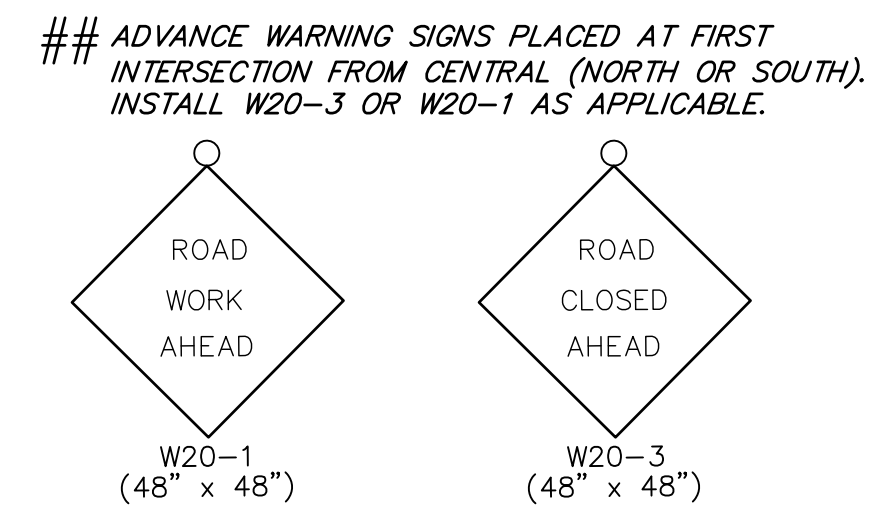 ## ADVANCE WARNING SIGNS PLACED AT FIRST
INTERSECTION FROM CENTRAL (NORTH OR SOUTH).
INSTALL W20-3 OR W20-1 AS APPLICABLE.
ROAD
WORK
AHEAD
W20-1
(48" x 48")
ROAD
CLOSED
AHEAD
W20-3
(48" x 48")